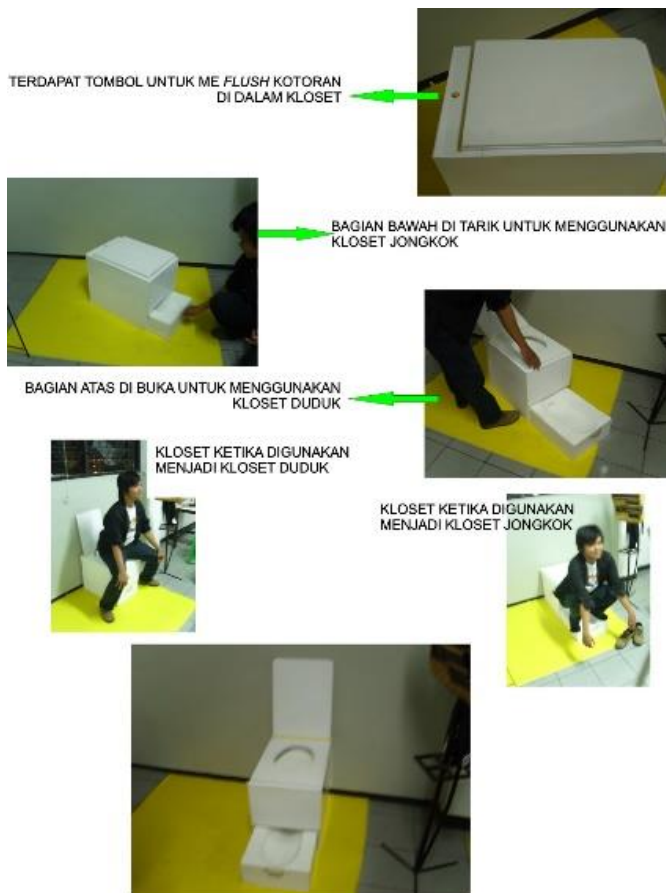 TERDAPAT TOMBOL UNTUK ME FLUSH KOTORAN
DI DALAM KLOSET
BAGIAN BAWAH DI TARIK UNTUK MENGGUNAKAN
KLOSET JONGKOK
BAGIAN ATAS DI BUKA UNTUK MENGGUNAKAN
KLOSET DUDUK
KLOSET KETIKA DIGUNAKAN
MENJADI KLOSET DUDUK
KLOSET KETIKA DIGUNAKAN
MENJADI KLOSET JONGKOK